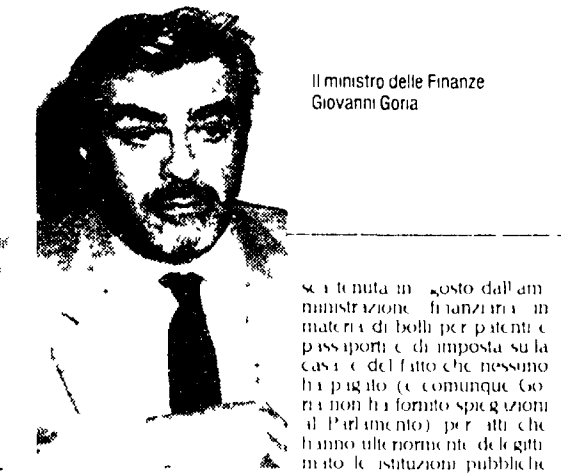 Il ministro delle Finanze
Giovanni Goria
tenuta in dall'am
ministrazione finanziaria in
materia di bolli per patenti e
passaporti e di imposta sulla
casa e del fatto che nessuno
ha pagato (e comunque Go
ria non ha fornito spiegazioni
al Parlamento) per atti che
hanno ulteriormente delegitti
mato le istituzioni pubbliche